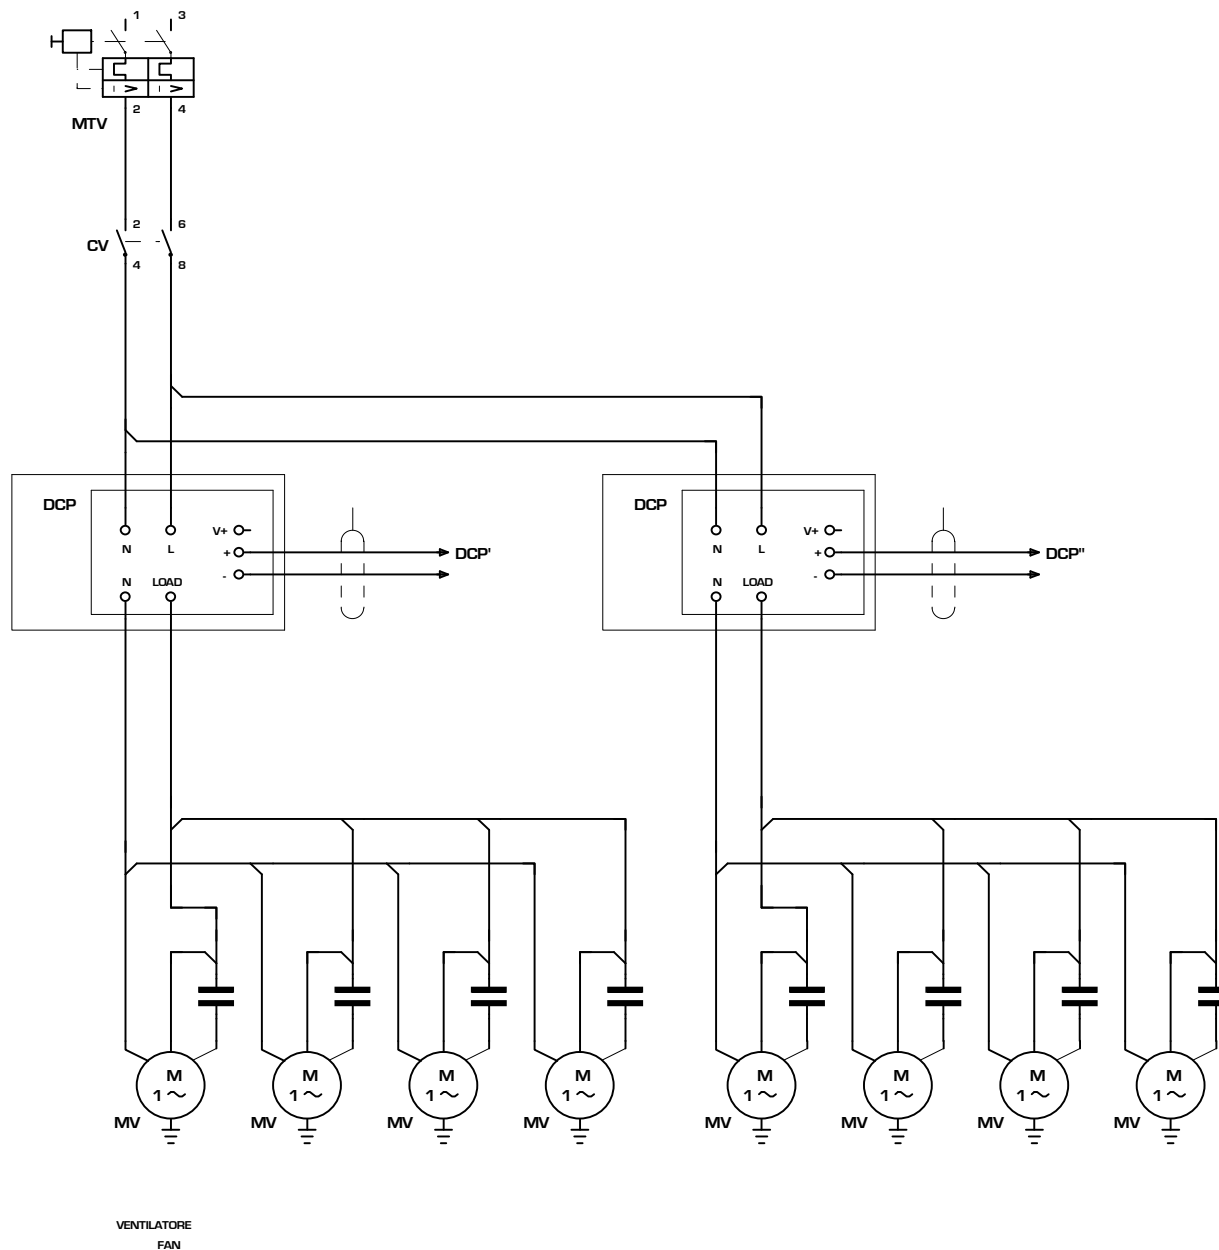 1 3
2 4
MTV
2 6
CV
4 8
DCP DCP
V+ V+
N L + DCP' N L + DCP"
N LOAD - N LOAD -
M M M M M M M M
1~ 1~ 1~ 1~ 1~ 1~ 1~ 1~
MV MV MV MV MV MV MV MV
VENTILATORE
FAN